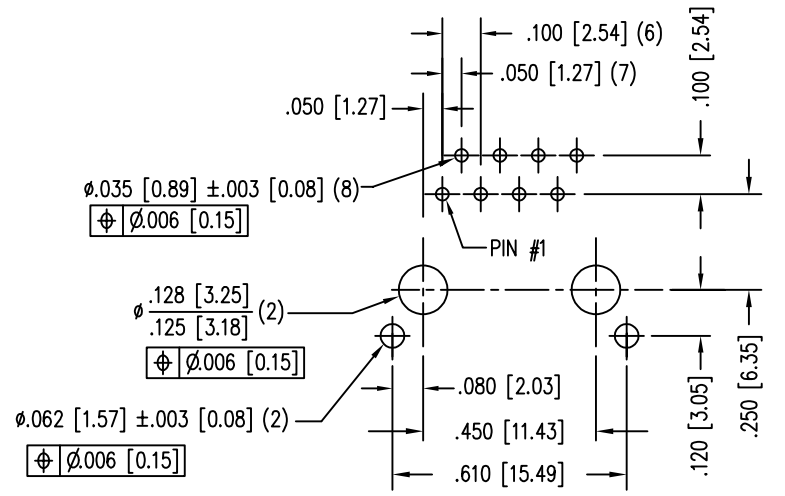 .100 [2.54] (6)
.050 [1.27] (7)
.100 [2.54]
.050 [1.27]
⌀.035 [0.89] ±.003 [0.08] (8)
⌖ ⌀.006 [0.15]
PIN #1
⌀ .128 [3.25] (2)
.125 [3.18]
⌖ ⌀.006 [0.15]
.080 [2.03]
⌀.062 [1.57] ±.003 [0.08] (2)
.450 [11.43]
⌖ ⌀.006 [0.15]
.610 [15.49]
.120 [3.05]
.250 [6.35]